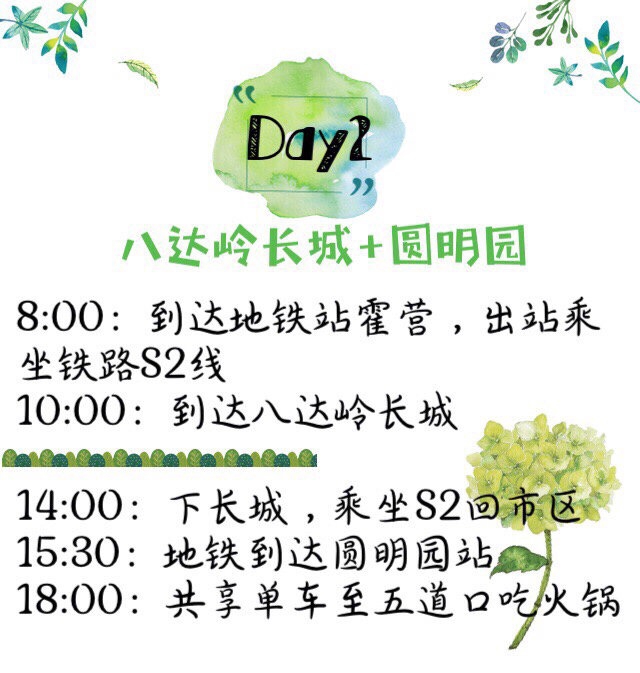 “Day2”
八达岭长城+圆明园
8:00：到达地铁站霍营，出站乘
坐铁路S2线
10:00：到达八达岭长城
14:00：下长城，乘坐S2回市区
15:30：地铁到达圆明园站
18:00：共享单车至五道口吃火锅